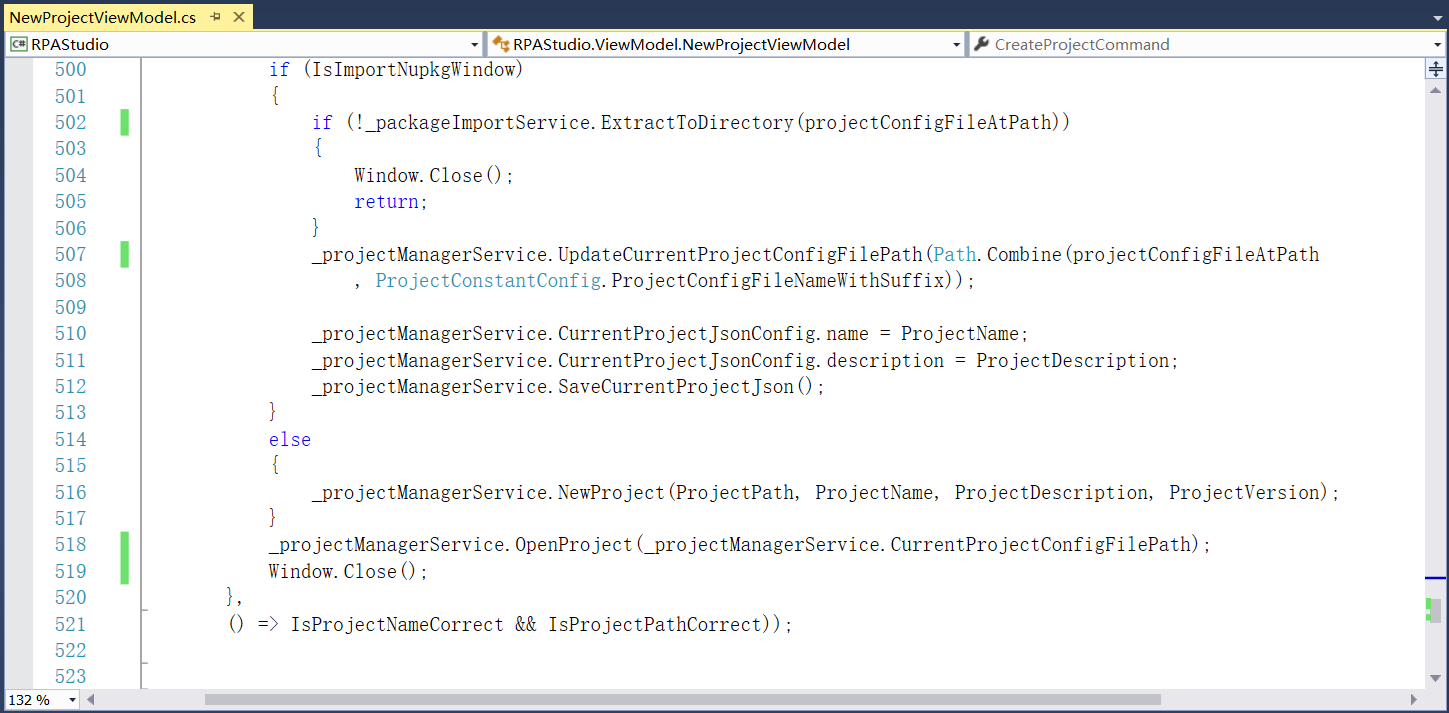 NewProjectViewModel.cs
C# RPAStudio
RPAStudio.ViewModel.NewProjectViewModel
CreateProjectCommand
500 if (IsImportNupkgWindow)
501 {
502 if (!_packageImportService.ExtractToDirectory(projectConfigFileAtPath))
503 {
504 Window.Close();
505 return;
506 }
507 _projectManagerService.UpdateCurrentProjectConfigFilePath(Path.Combine(projectConfigFileAtPath
508 , ProjectConstantConfig.ProjectConfigFileNameWithSuffix));
509
510 _projectManagerService.CurrentProjectJsonConfig.name = ProjectName;
511 _projectManagerService.CurrentProjectJsonConfig.description = ProjectDescription;
512 _projectManagerService.SaveCurrentProjectJson();
513 }
514 else
515 {
516 _projectManagerService.NewProject(ProjectPath, ProjectName, ProjectDescription, ProjectVersion);
517 }
518 _projectManagerService.OpenProject(_projectManagerService.CurrentProjectConfigFilePath);
519 Window.Close();
520 },
521 () => IsProjectNameCorrect && IsProjectPathCorrect));
522
523
132 %